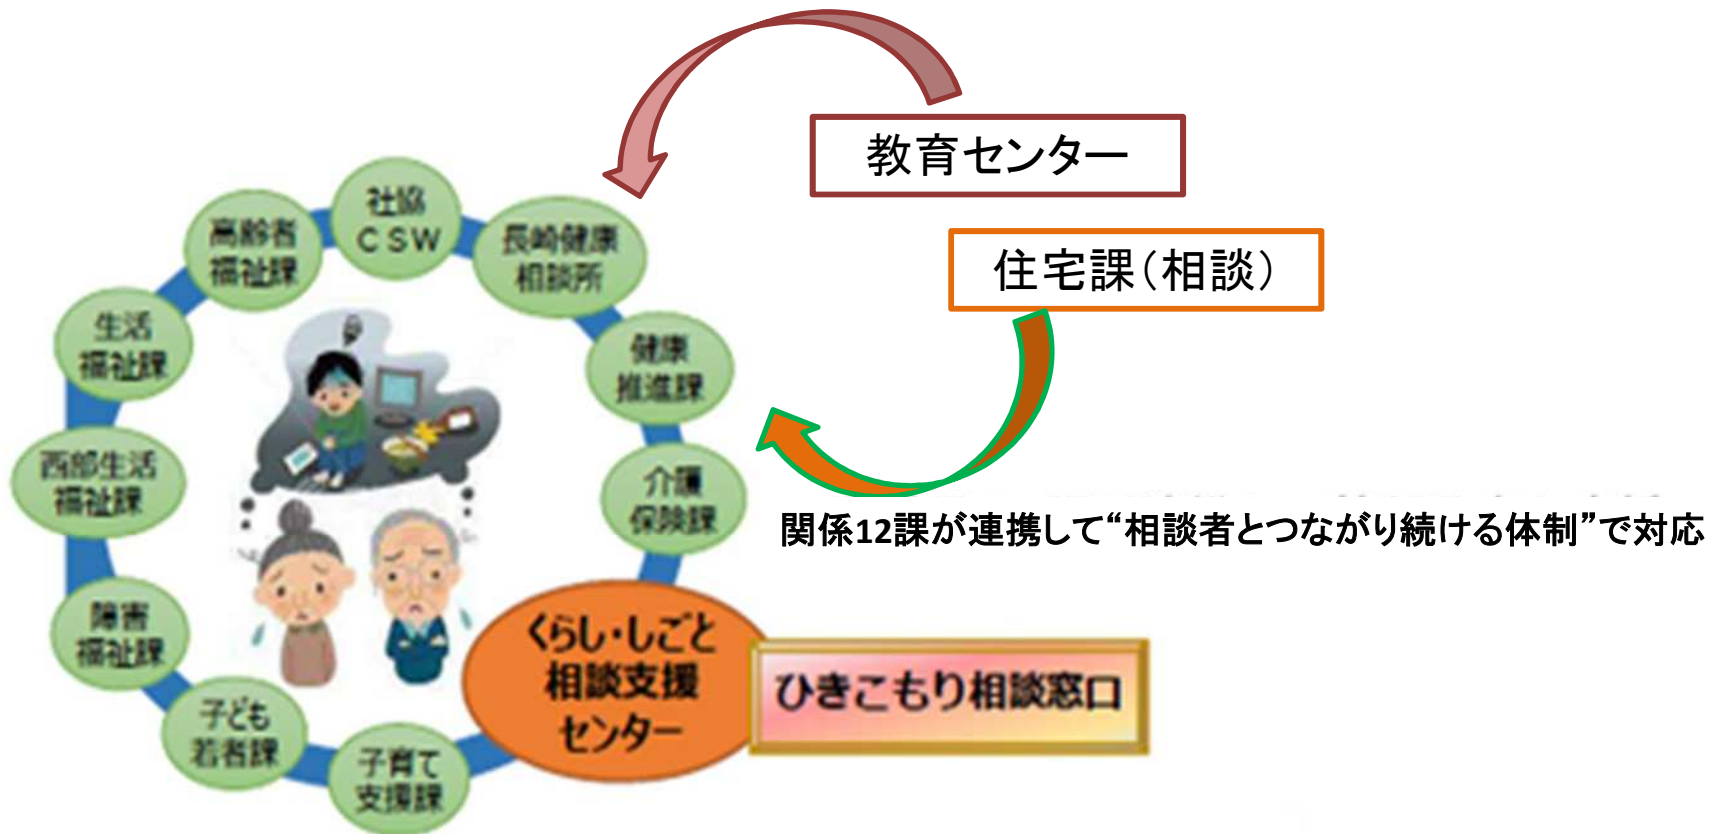 教育センター
住宅課（相談）
社協
ＣＳＷ
高齢者
福祉課
長崎健康
相談所
生活
福祉課
健康
推進課
西部生活
福祉課
介護
保険課
関係12課が連携して“相談者とつながり続ける体制”で対応
障害
福祉課
くらし・しごと
相談支援
センター
ひきこもり相談窓口
子ども
若者課
子育て
支援課